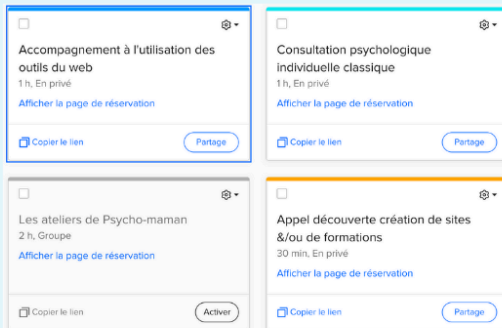 Accompagnement à l'utilisation des
outils du web
1 h, En privé
Afficher la page de réservation
Copier le lien
Partage
Consultation psychologique
individuelle classique
1 h, En privé
Afficher la page de réservation
Copier le lien
Partage
Les ateliers de Psycho-maman
2 h, Groupe
Afficher la page de réservation
Copier le lien
Activer
Appel découverte création de sites
&/ou de formations
30 min, En privé
Afficher la page de réservation
Copier le lien
Partage